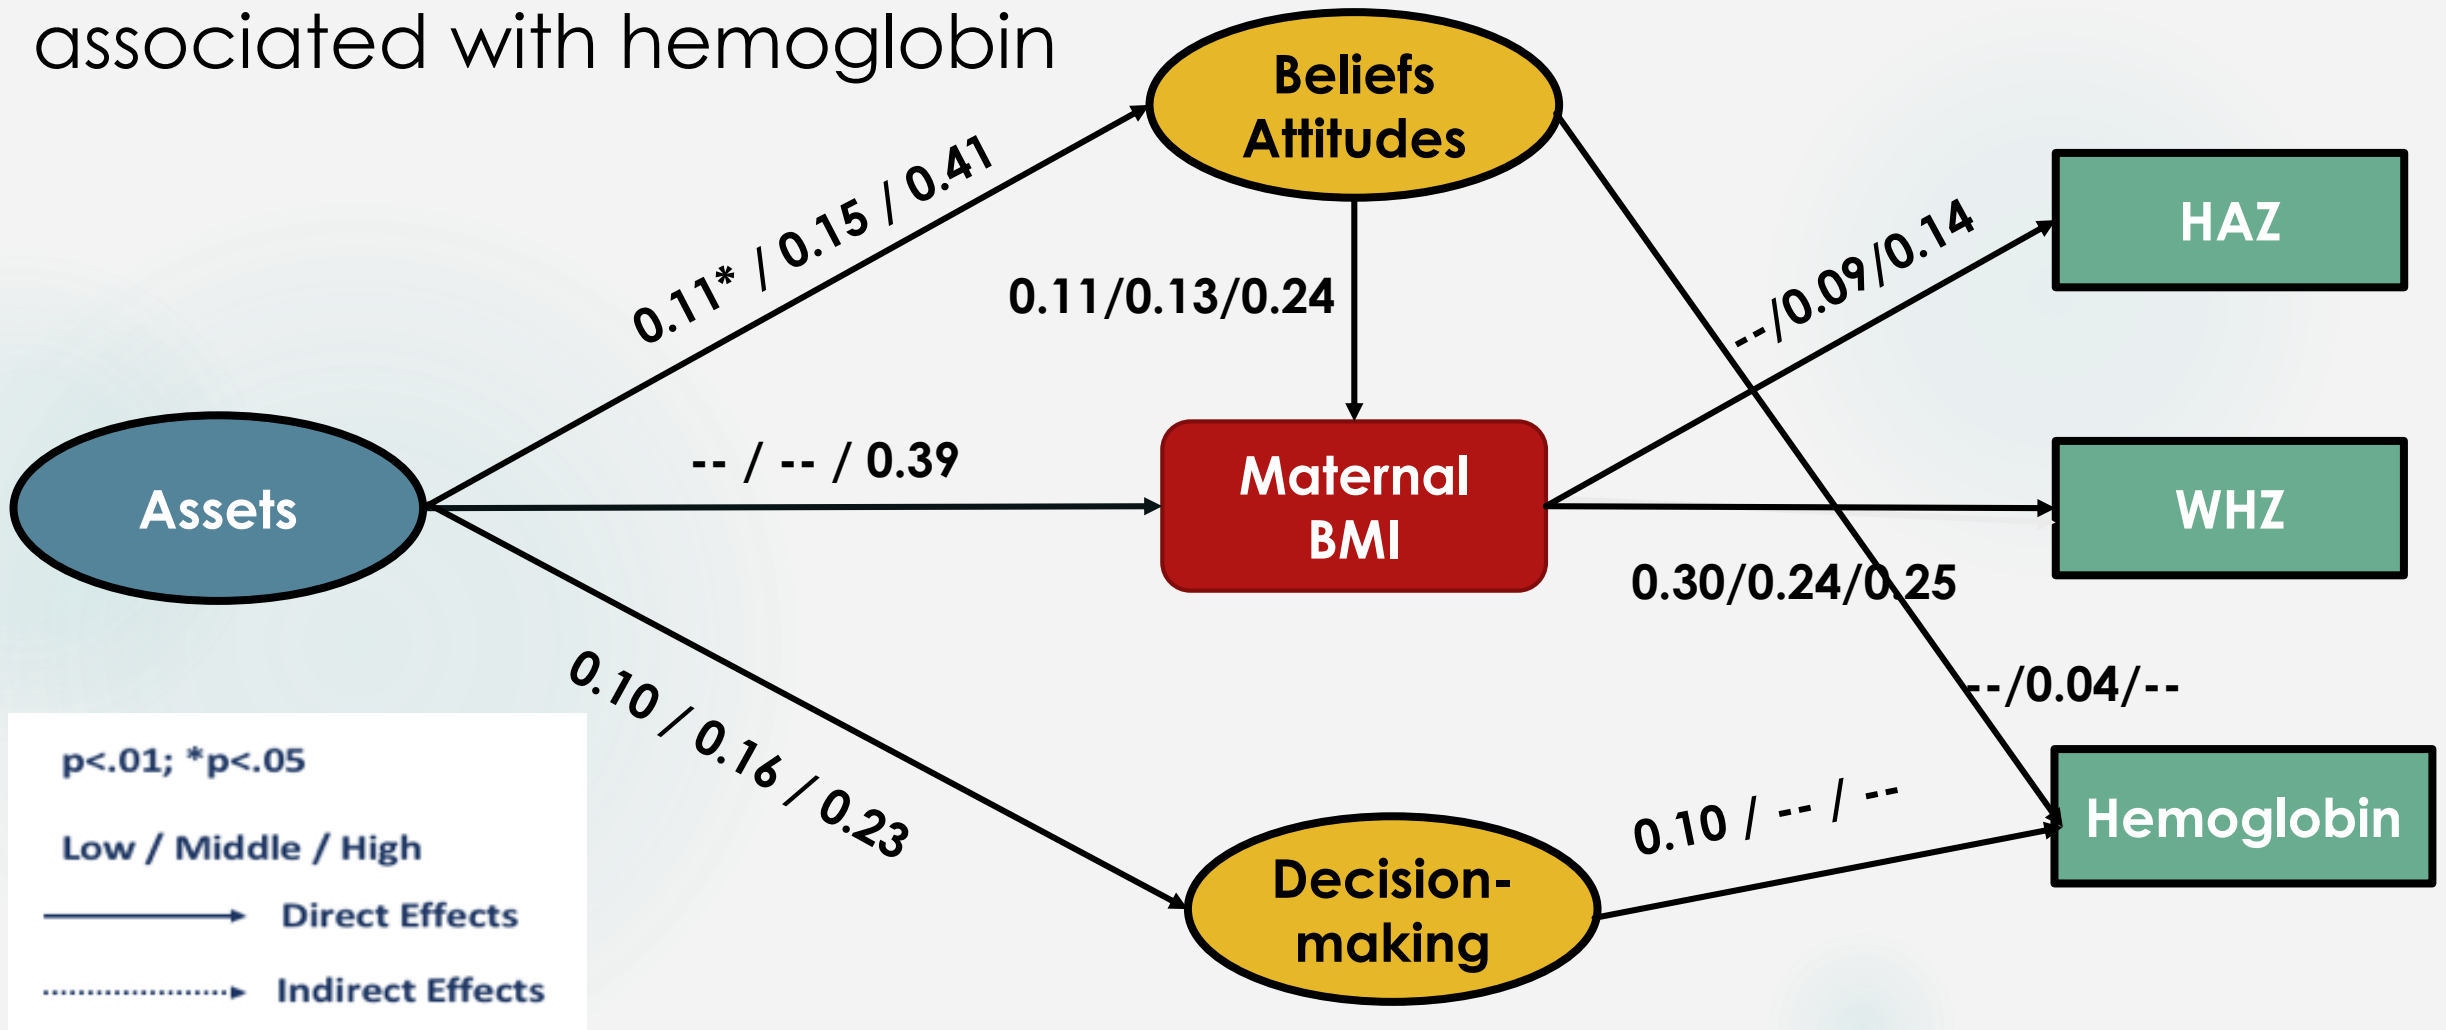 associated with hemoglobin
Beliefs
Attitudes
0.11* / 0.15 / 0.41
HAZ
--/0.09/0.14
0.11/0.13/0.24
-- / -- / 0.39
Assets
Maternal
BMI
WHZ
0.30/0.24/0.25
0.10 / 0.16 / 0.23
--/0.04/--
0.10 / -- / --
Hemoglobin
Decision-
making
p<.01; *p<.05
Low / Middle / High
Direct Effects
Indirect Effects